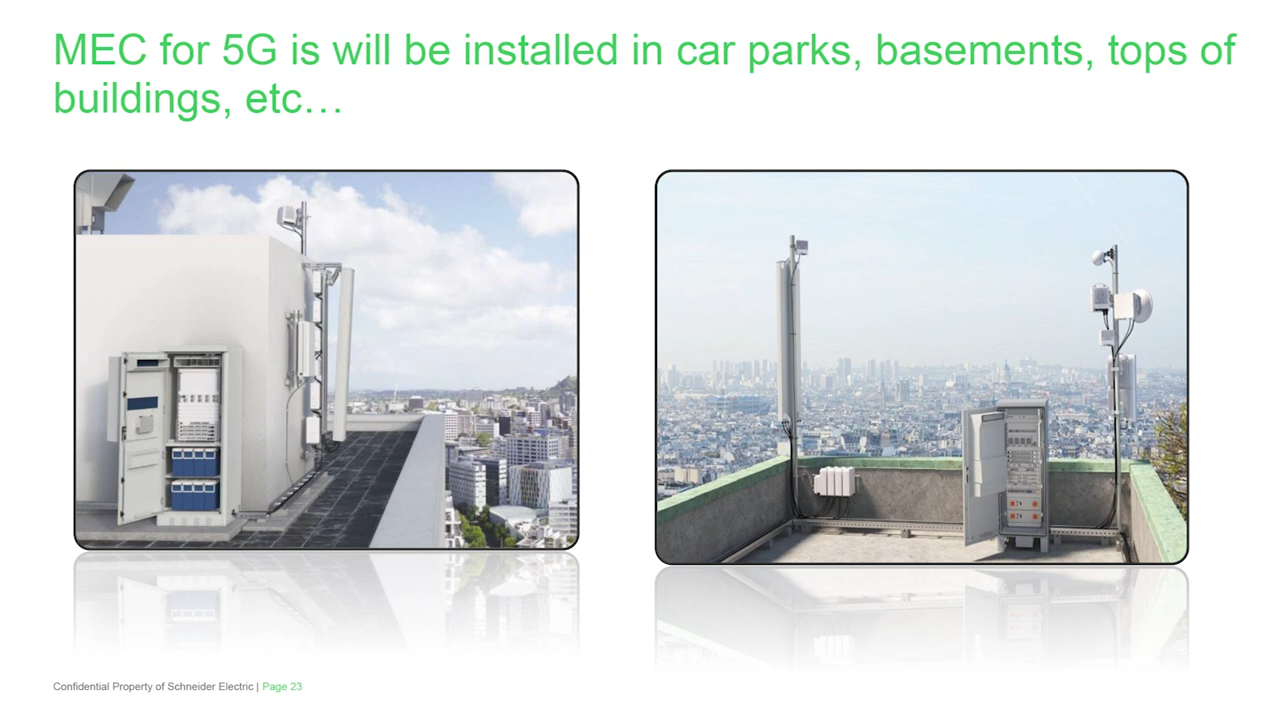 MEC for 5G is will be installed in car parks, basements, tops of
buildings, etc…
Confidential Property of Schneider Electric | Page 23